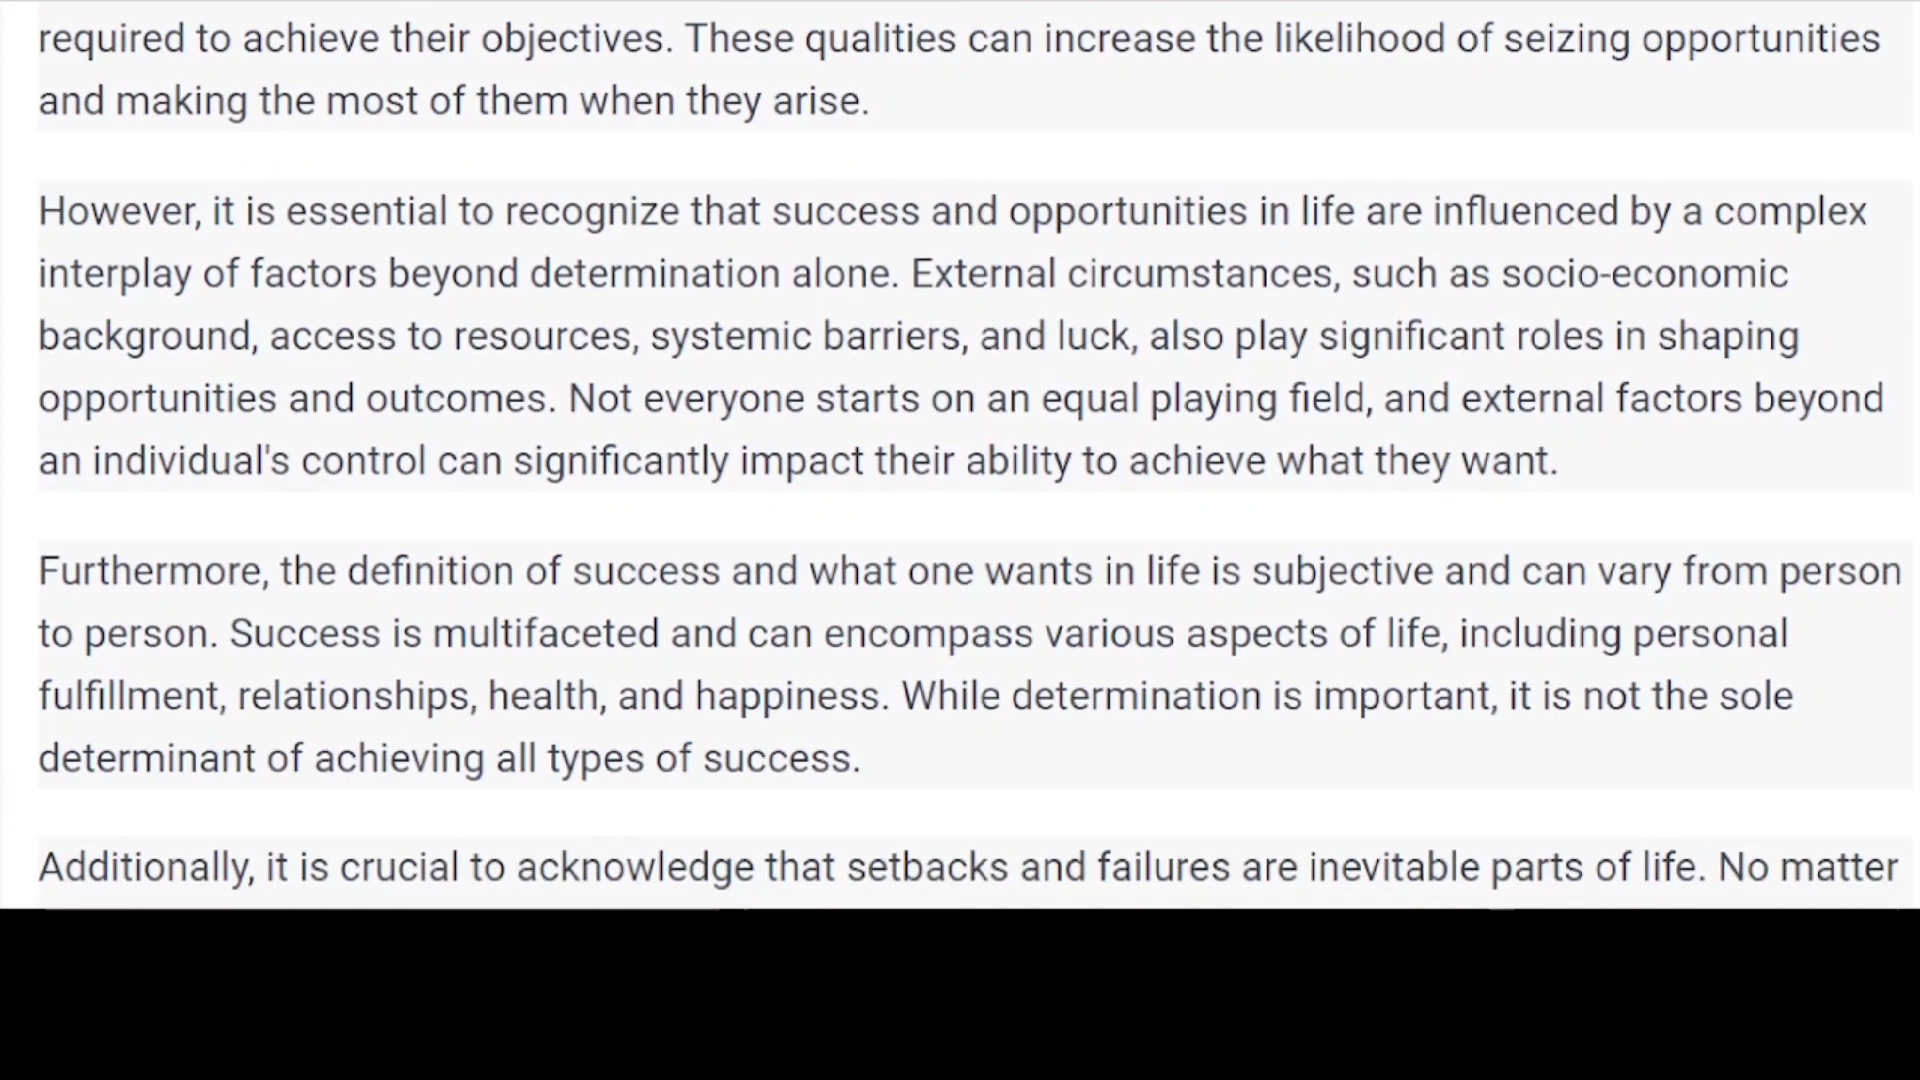 required to achieve their objectives. These qualities can increase the likelihood of seizing opportunities
and making the most of them when they arise.
However, it is essential to recognize that success and opportunities in life are influenced by a complex
interplay of factors beyond determination alone. External circumstances, such as socio-economic
background, access to resources, systemic barriers, and luck, also play significant roles in shaping
opportunities and outcomes. Not everyone starts on an equal playing field, and external factors beyond
an individual's control can significantly impact their ability to achieve what they want.
Furthermore, the definition of success and what one wants in life is subjective and can vary from person
to person. Success is multifaceted and can encompass various aspects of life, including personal
fulfillment, relationships, health, and happiness. While determination is important, it is not the sole
determinant of achieving all types of success.
Additionally, it is crucial to acknowledge that setbacks and failures are inevitable parts of life. No matter